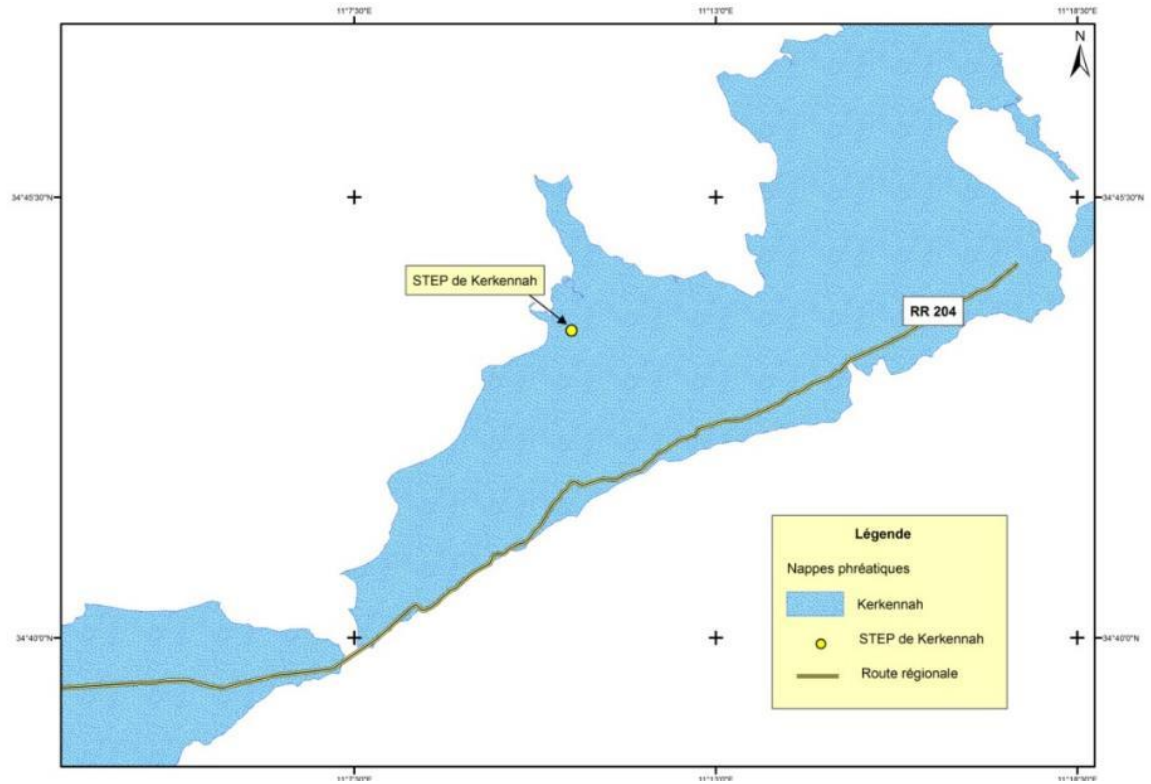 11°7'30"E
11°13'0"E
11°18'30"E
N
34°45'30"N
34°45'30"N
STEP de Kerkennah
RR 204
Légende
Nappes phréatiques
Kerkennah
STEP de Kerkennah
Route régionale
34°40'0"N
34°40'0"N
11°7'30"E
11°13'0"E
11°18'30"E